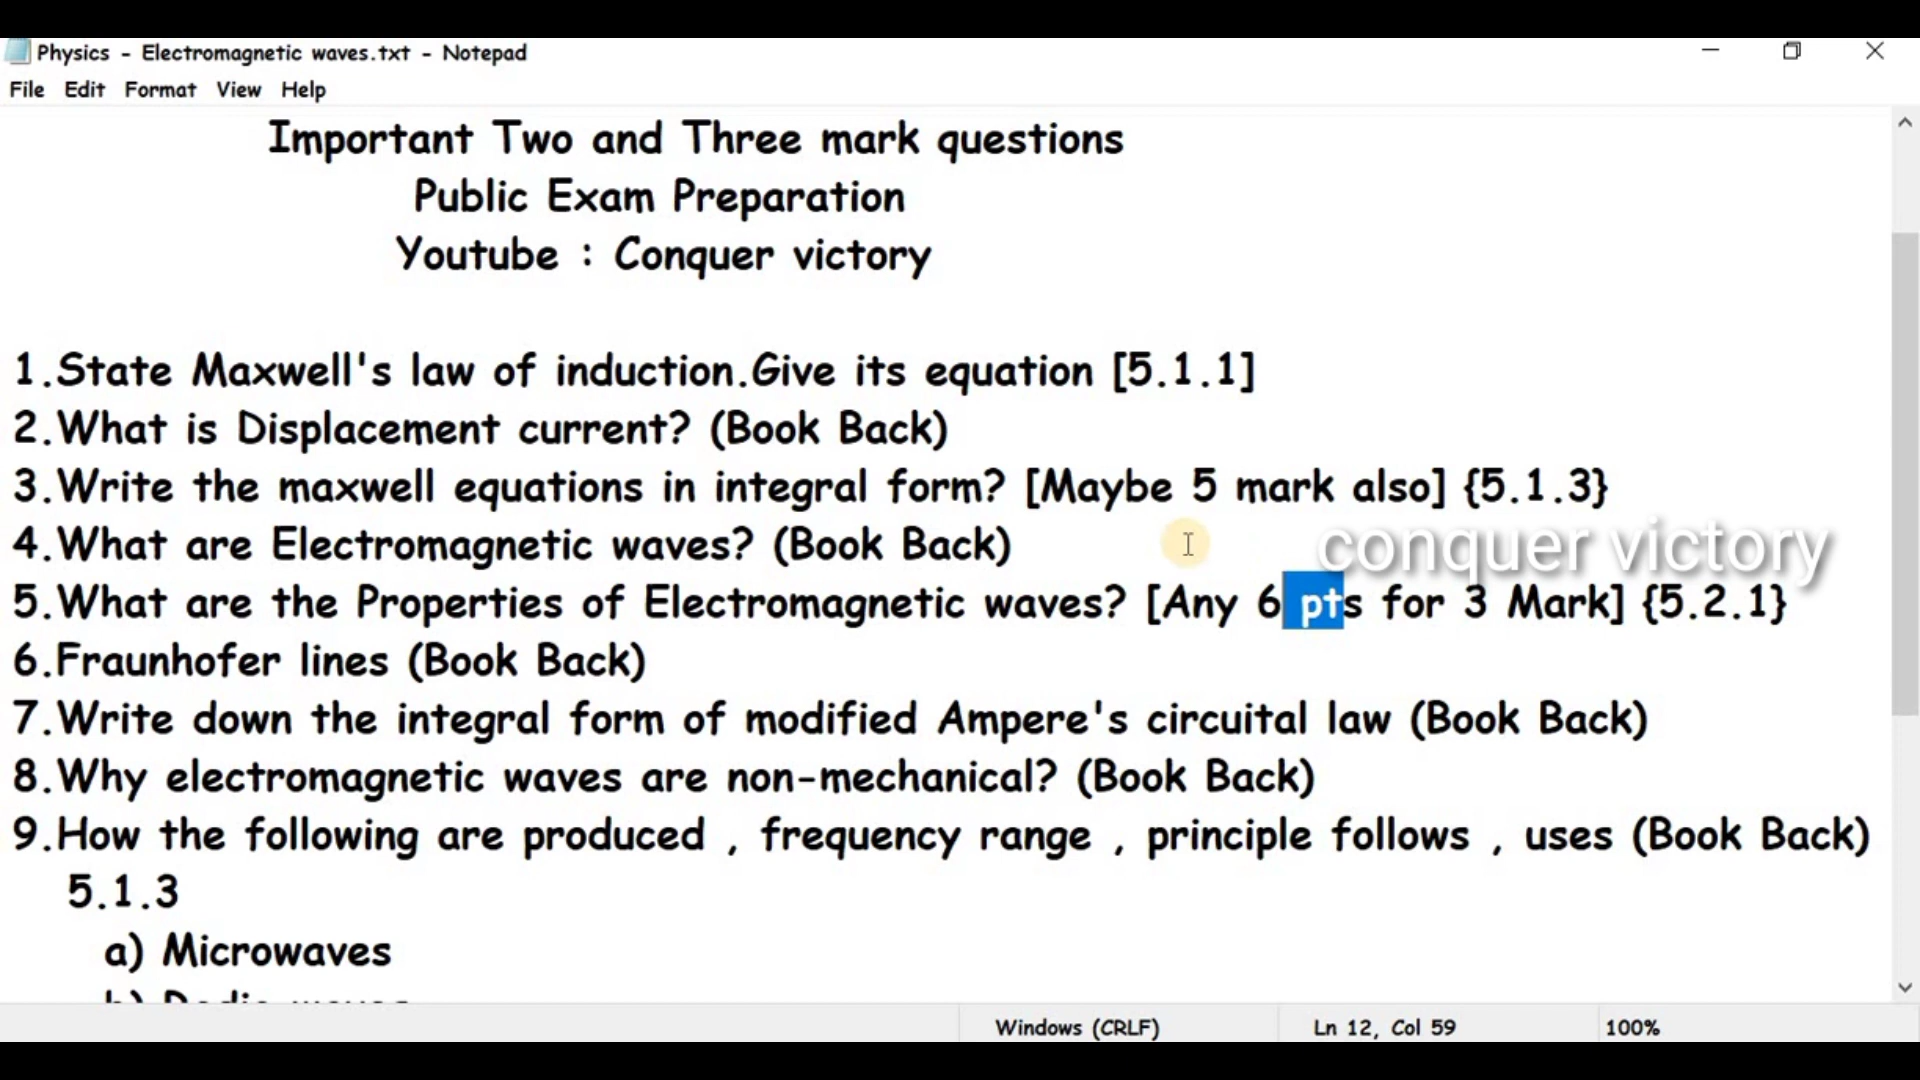 Physics - Electromagnetic waves.txt - Notepad
File Edit Format View Help
Important Two and Three mark questions
Public Exam Preparation
Youtube : Conquer victory
1.State Maxwell's law of induction.Give its equation [5.1.1]
2.What is Displacement current? (Book Back)
3.Write the maxwell equations in integral form? [Maybe 5 mark also] {5.1.3}
4.What are Electromagnetic waves? (Book Back)
conquer victory
5.What are the Properties of Electromagnetic waves? [Any 6 pts for 3 Mark] {5.2.1}
6.Fraunhofer lines (Book Back)
7.Write down the integral form of modified Ampere's circuital law (Book Back)
8.Why electromagnetic waves are non-mechanical? (Book Back)
9.How the following are produced , frequency range , principle follows , uses (Book Back)
5.1.3
a) Microwaves
Windows (CRLF) Ln 12, Col 59 100%